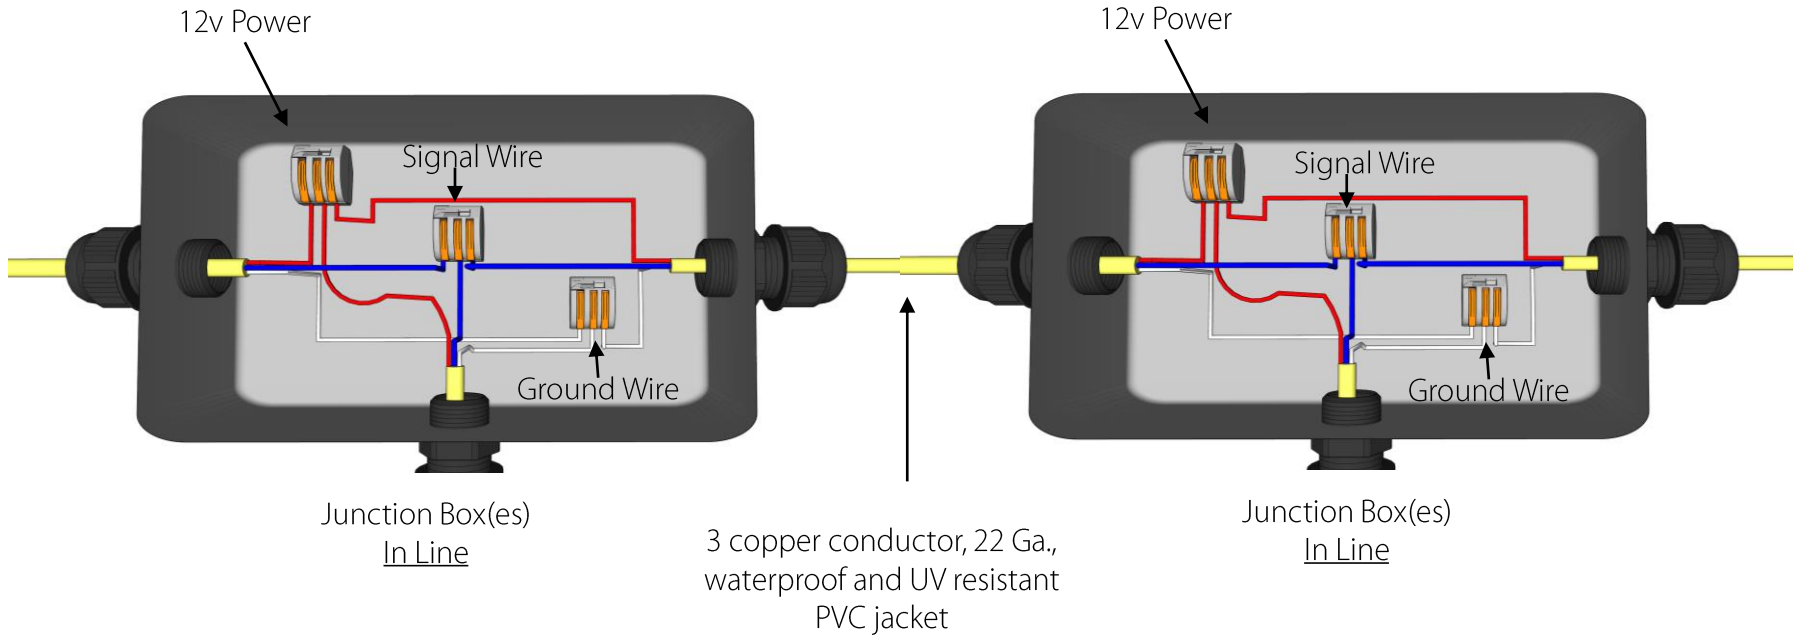 12v Power
12v Power
Signal Wire
Signal Wire
Ground Wire
Ground Wire
Junction Box(es)
In Line
Junction Box(es)
In Line
3 copper conductor, 22 Ga.,
waterproof and UV resistant
PVC jacket